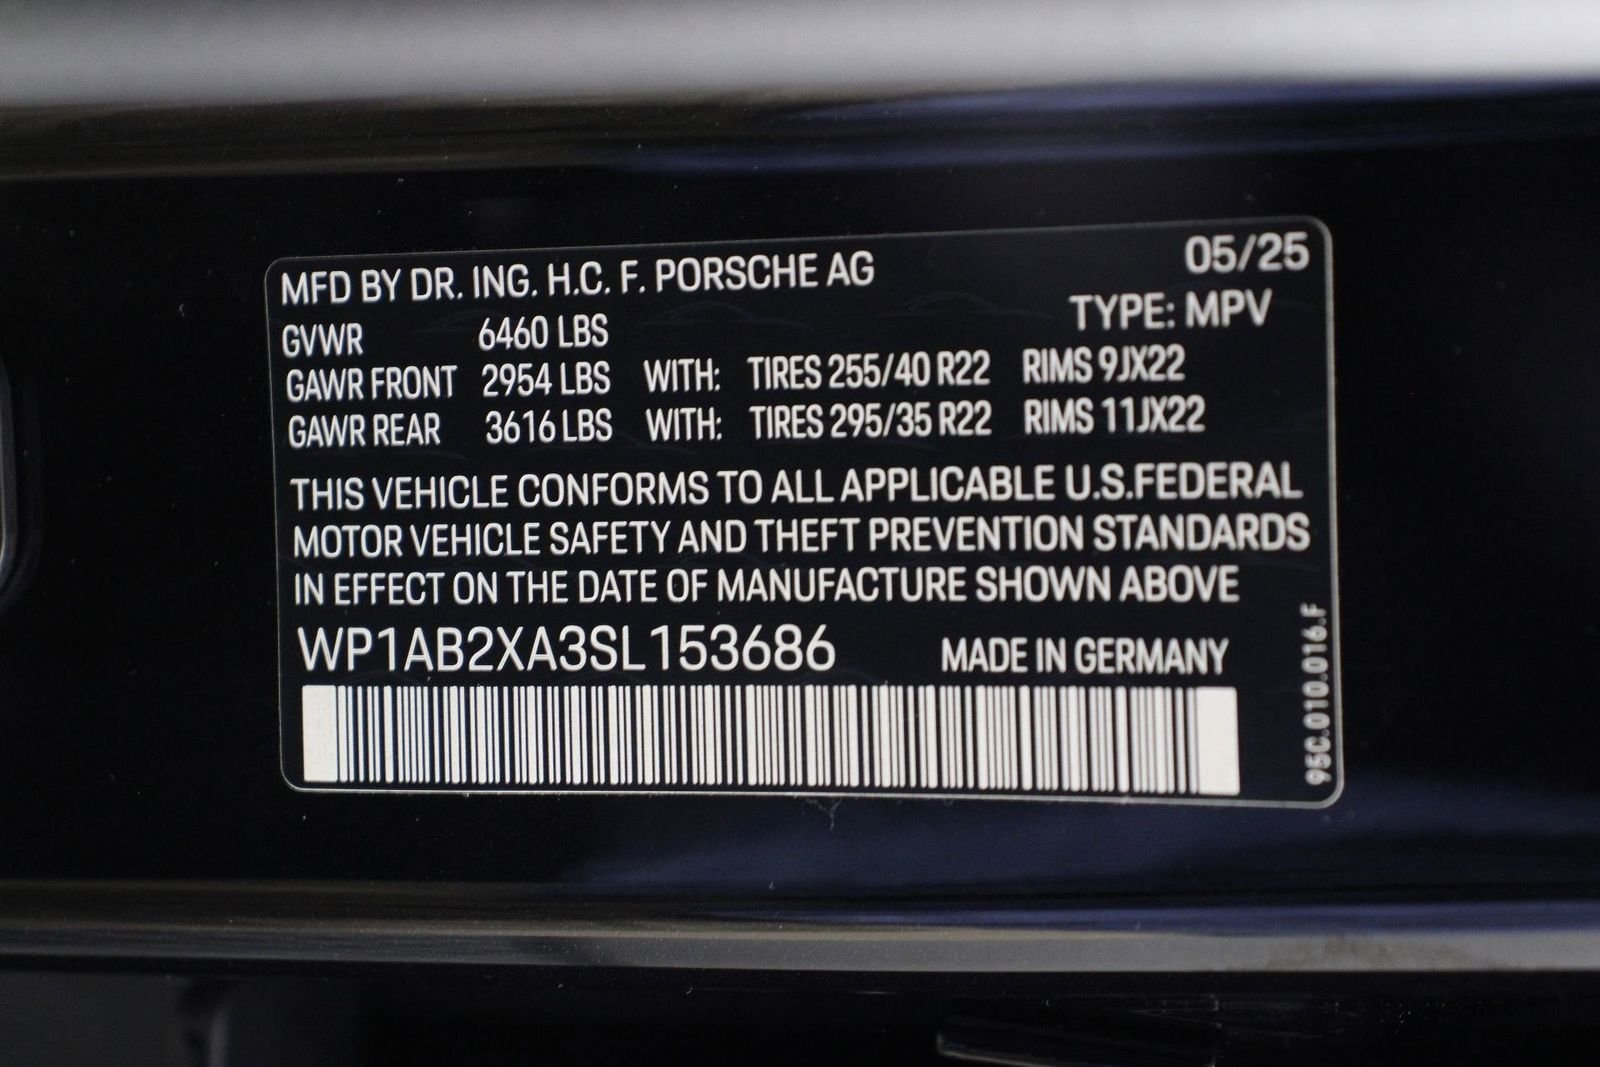 MFD BY DR. ING. H.C. F. PORSCHE AG 05/25
GVWR 6460 LBS TYPE: MPV
GAWR FRONT 2954 LBS WITH: TIRES 255/40 R22 RIMS 9JX22
GAWR REAR 3616 LBS WITH: TIRES 295/35 R22 RIMS 11JX22
THIS VEHICLE CONFORMS TO ALL APPLICABLE U.S.FEDERAL
MOTOR VEHICLE SAFETY AND THEFT PREVENTION STANDARDS
IN EFFECT ON THE DATE OF MANUFACTURE SHOWN ABOVE
WP1AB2XA3SL153686 MADE IN GERMANY
95C.010.016.F